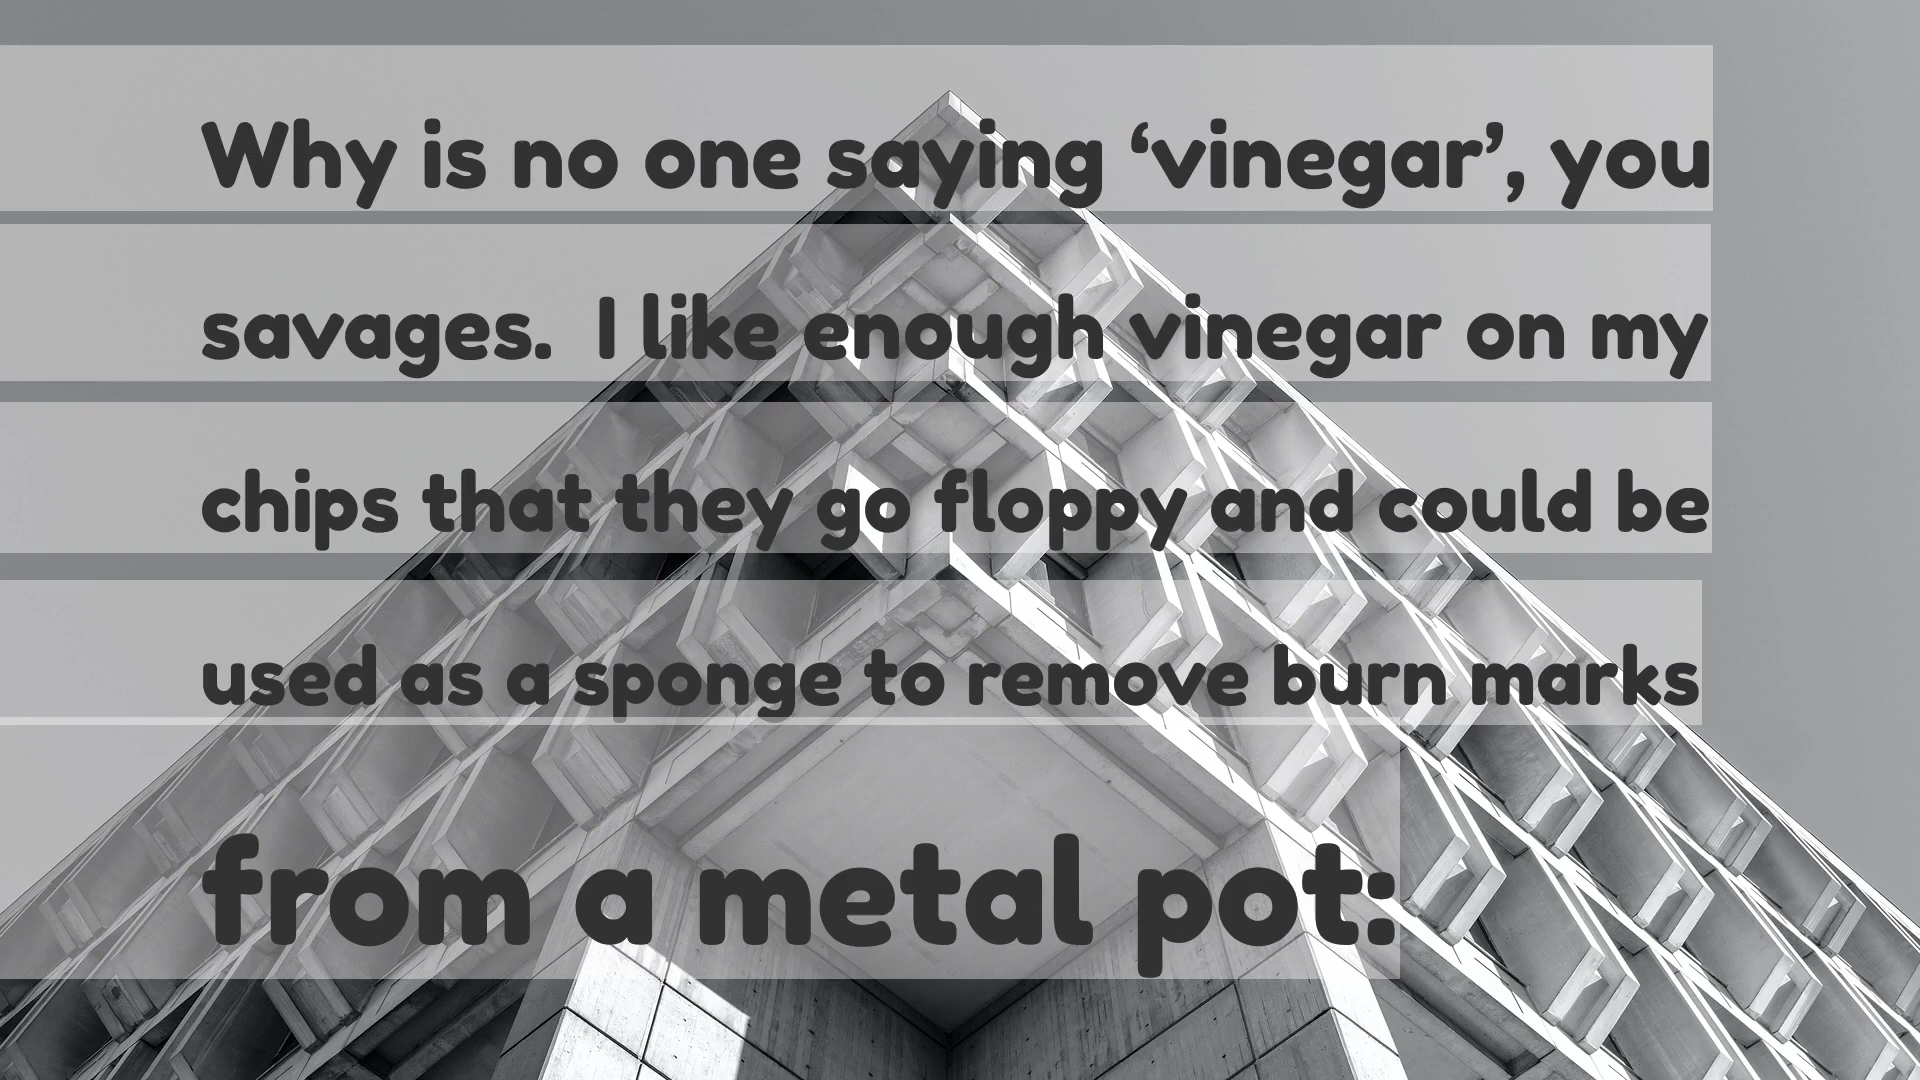 Why is no one saying ‘vinegar’, you
savages.  I like enough vinegar on my
chips that they go floppy and could be
used as a sponge to remove burn marks
from a metal pot: